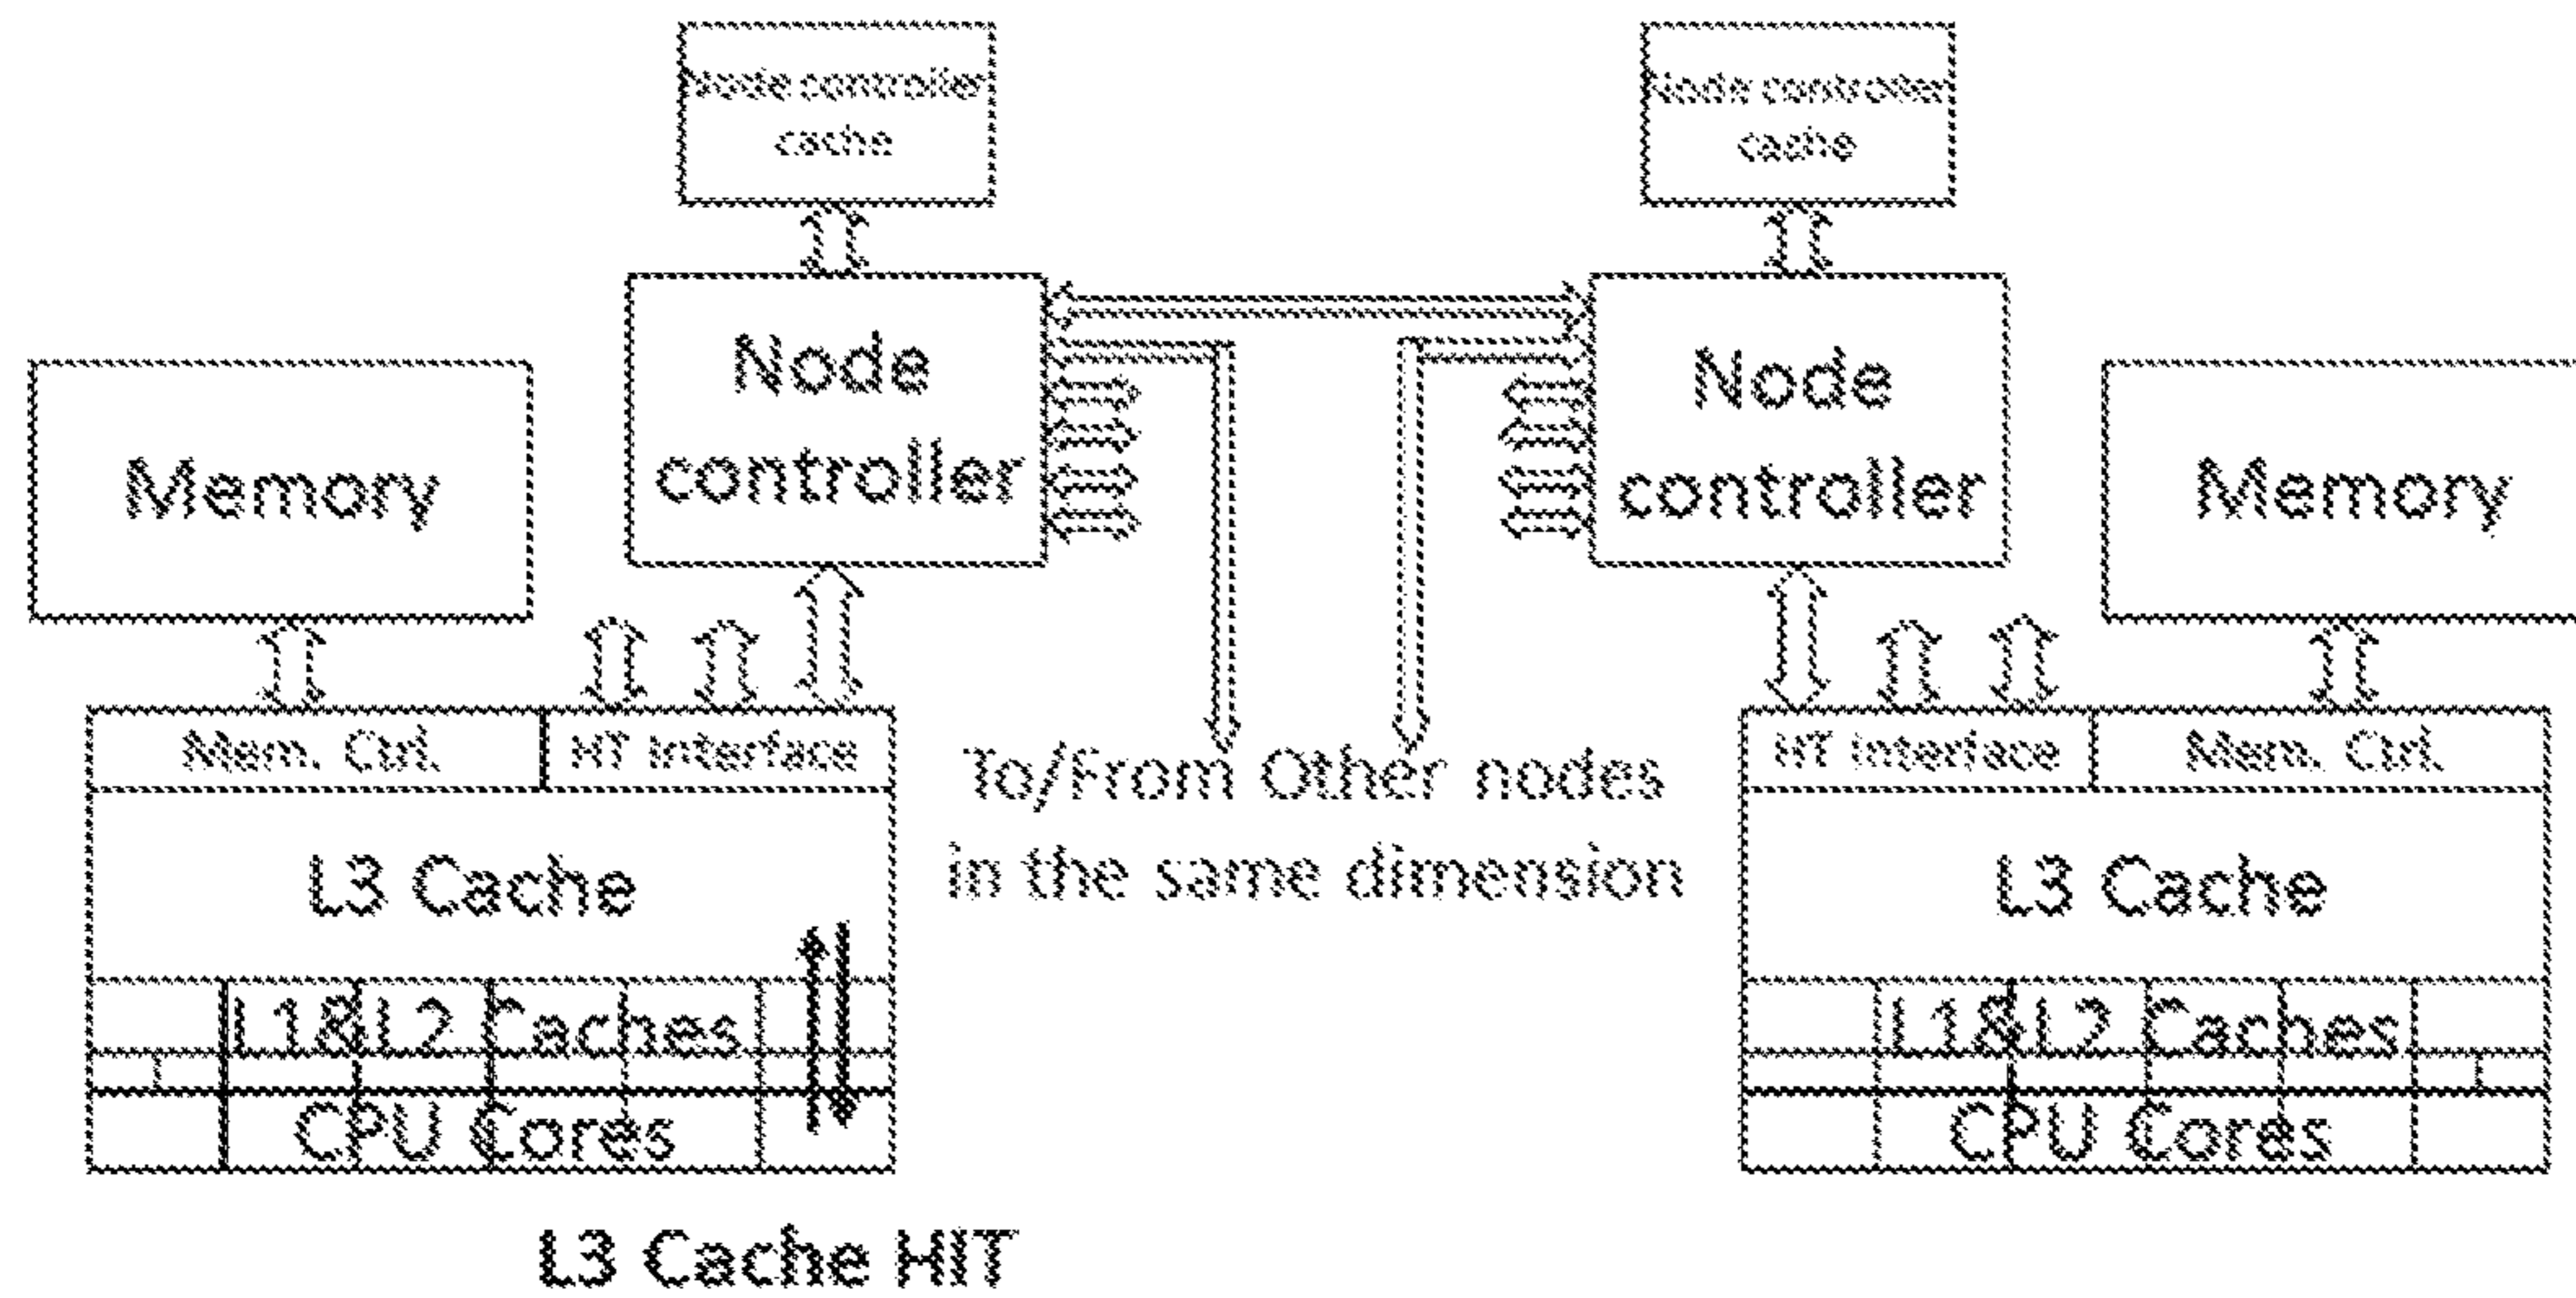 Node controller
cache
Node controller
cache
Node
controller
Node
controller
Memory
Memory
Mem. Ctrl.
HT Interface
HT Interface
Mem. Ctrl.
To/From Other nodes
in the same dimension
L3 Cache
L3 Cache
L1&L2 Caches
L1&L2 Caches
CPU Cores
CPU Cores
L3 Cache HIT